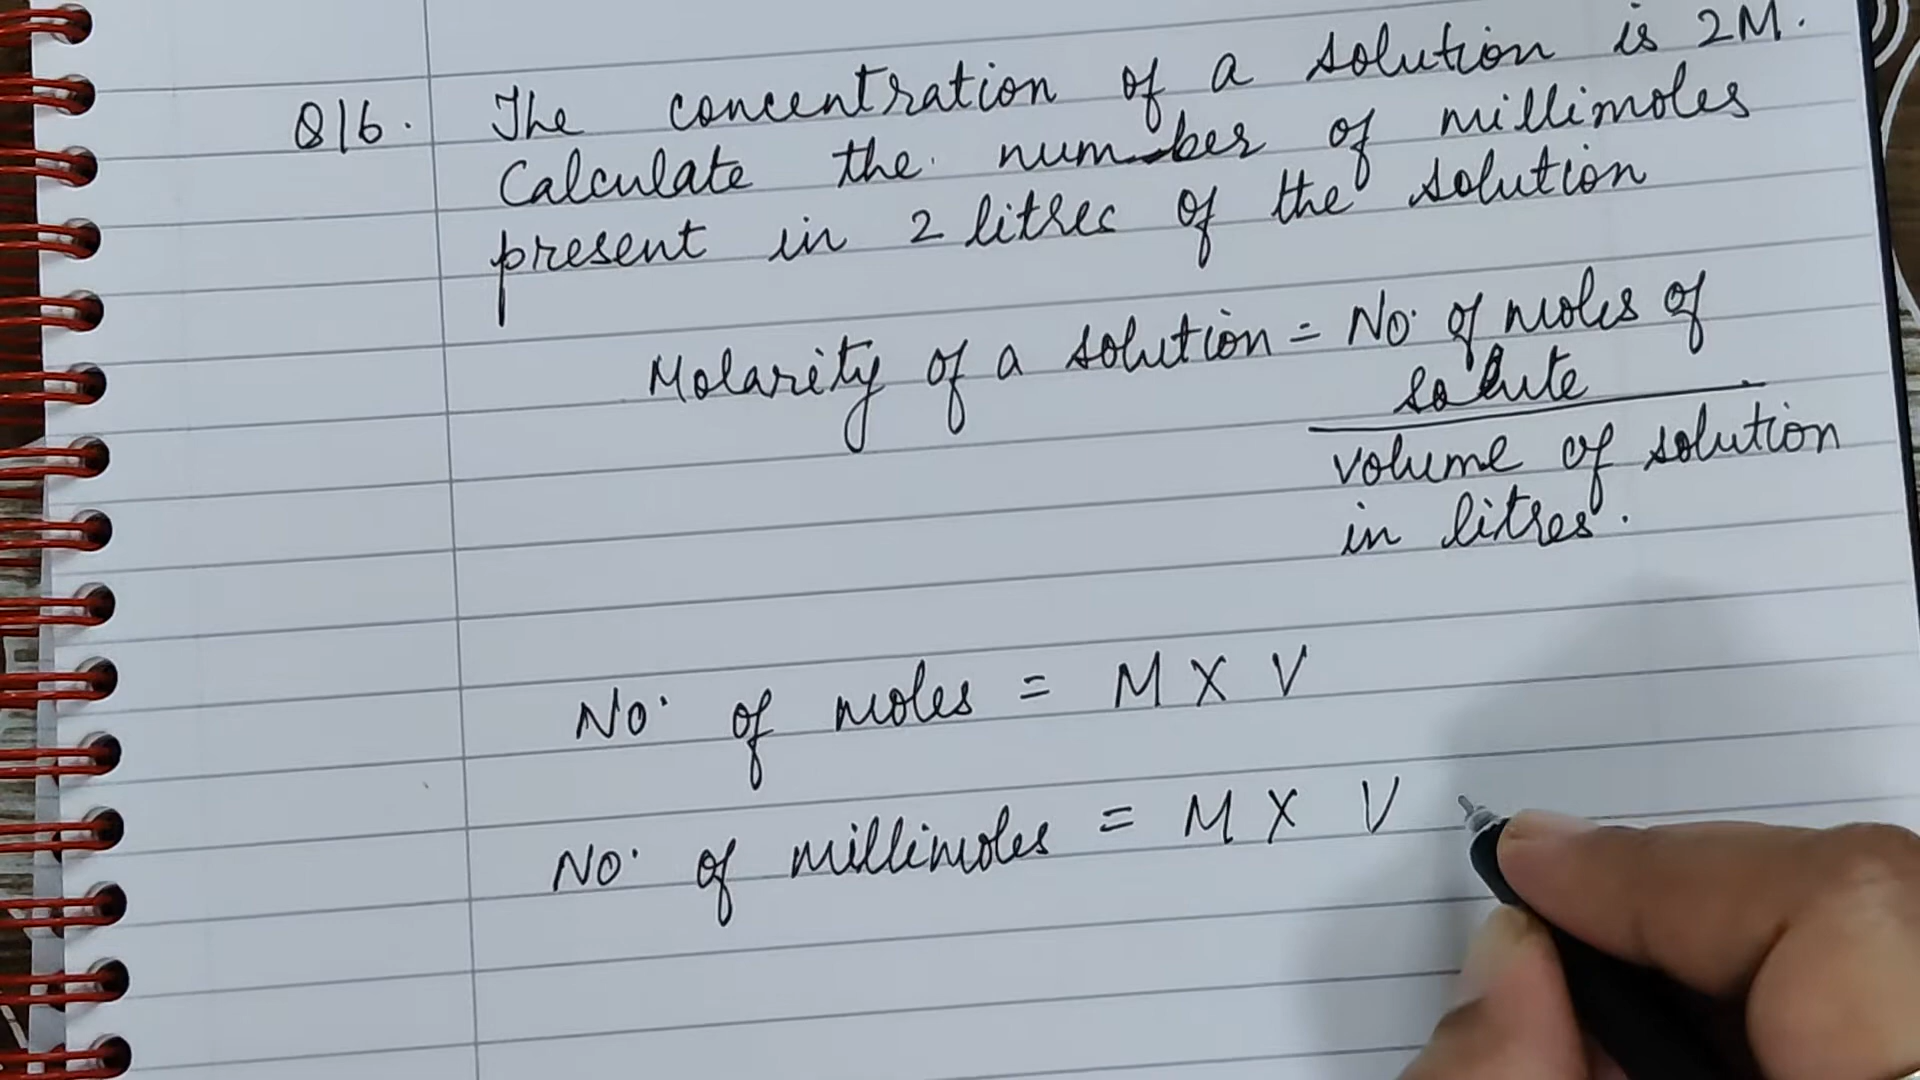 Q16. The concentration of a solution is 2M.
Calculate the number of millimoles
present in 2 litres of the solution
Molarity of a solution = No. of moles of
solute
volume of solution
in litres.
No. of moles = M X V
No. of millimoles = M X V